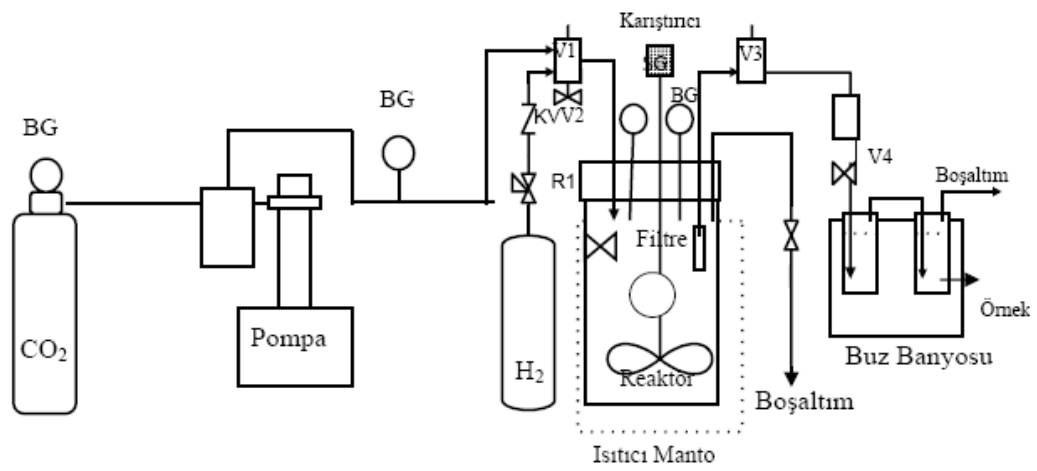 Karıştırıcı
V1
V3
SG
BG
BG
BG
KV
V2
V4
R1
Boşaltım
Filtre
Örnek
Pompa
CO₂
H₂
Reaktör
Buz Banyosu
Boşaltım
Isıtıcı Manto